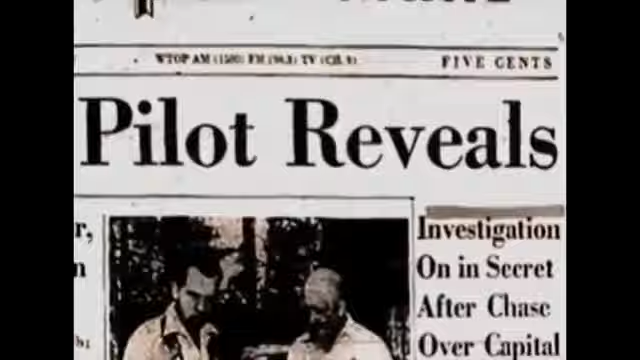 WTOP AM (1500) FM (96.3) TV (CH. 9)
FIVE CENTS
Pilot Reveals
r,
n
Investigation
On in Secret
After Chase
Over Capital